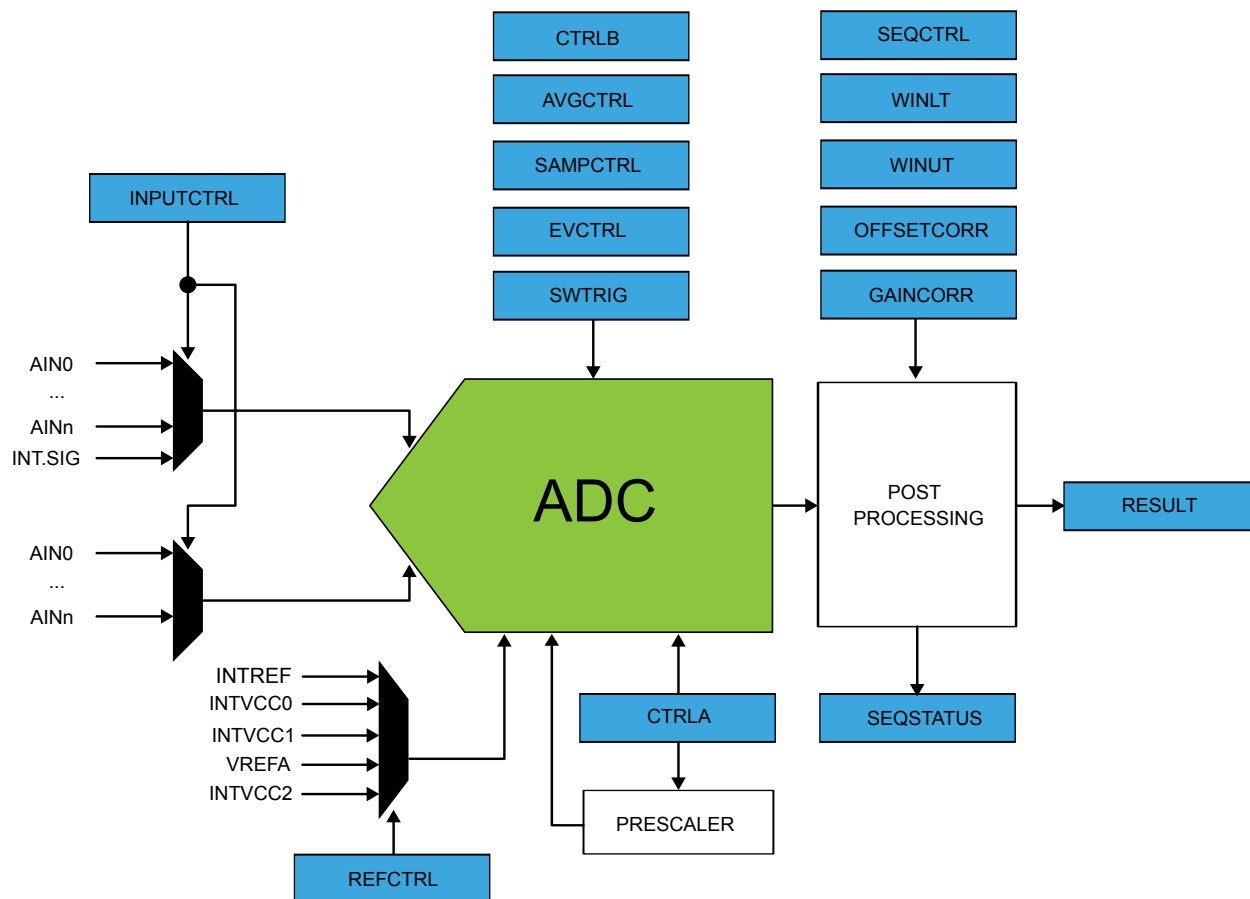 CTRLB
AVGCTRL
SAMPCTRL
EVCTRL
SWTRIG
SEQCTRL
WINLT
WINUT
OFFSETCORR
GAINCORR
INPUTCTRL
AIN0
...
AINn
INT.SIG
AIN0
...
AINn
ADC
POST
PROCESSING
RESULT
INTREF
INTVCC0
INTVCC1
VREFA
INTVCC2
CTRLA
SEQSTATUS
PRESCALER
REFCTRL